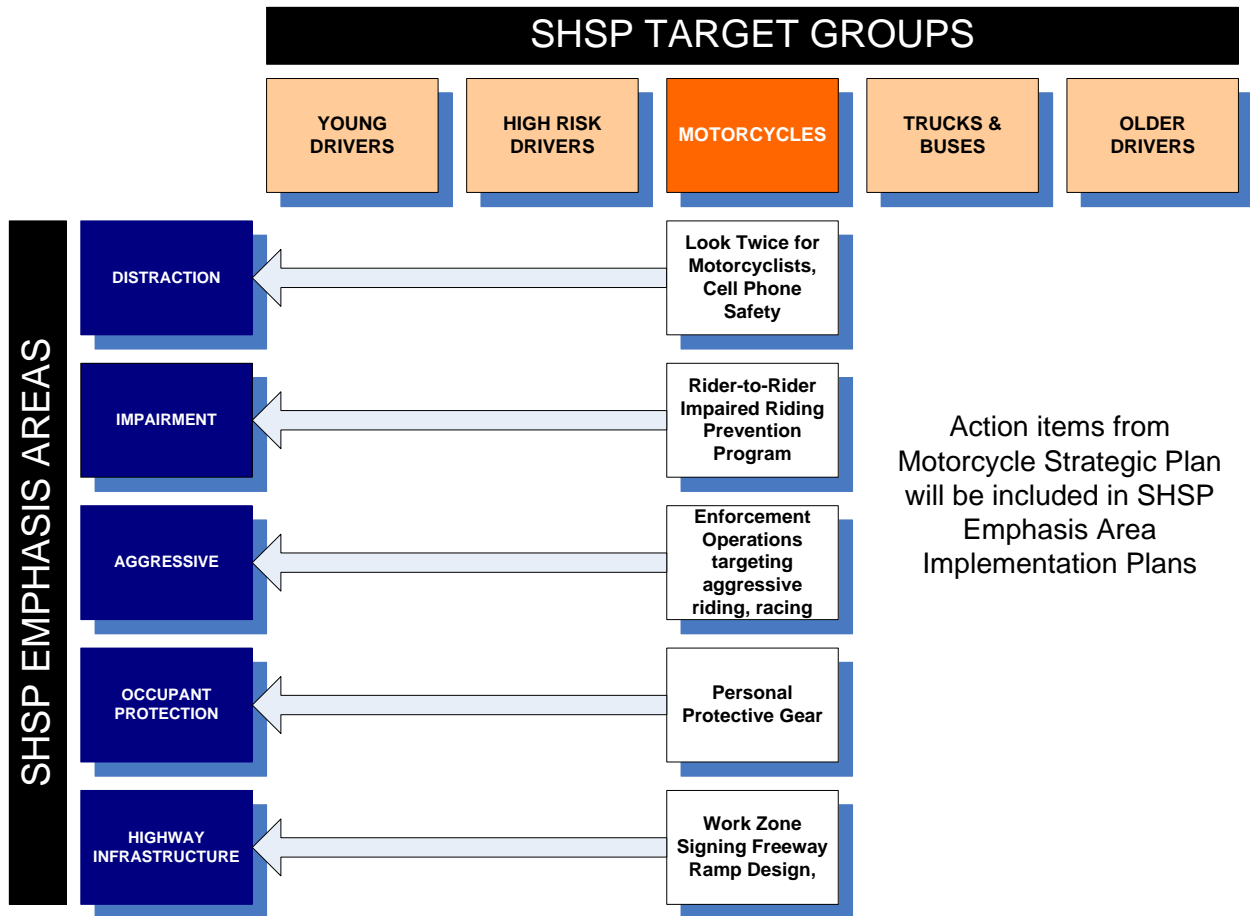 SHSP TARGET GROUPS
YOUNG
DRIVERS
HIGH RISK
DRIVERS
MOTORCYCLES
TRUCKS &
BUSES
OLDER
DRIVERS
SHSP EMPHASIS AREAS
DISTRACTION
Look Twice for
Motorcyclists,
Cell Phone
Safety
IMPAIRMENT
Rider-to-Rider
Impaired Riding
Prevention
Program
AGGRESSIVE
Enforcement
Operations
targeting
aggressive
riding, racing
OCCUPANT
PROTECTION
Personal
Protective Gear
HIGHWAY
INFRASTRUCTURE
Work Zone
Signing Freeway
Ramp Design,
Action items from
Motorcycle Strategic Plan
will be included in SHSP
Emphasis Area
Implementation Plans